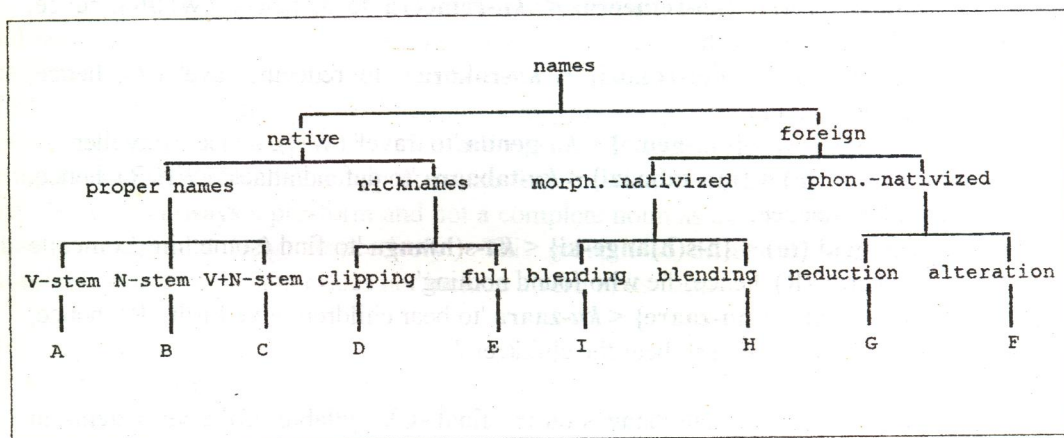 names
native foreign
proper names nicknames morph.-nativized phon.-nativized
V-stem N-stem V+N-stem clipping full blending blending reduction alteration
A B C D E I H G F